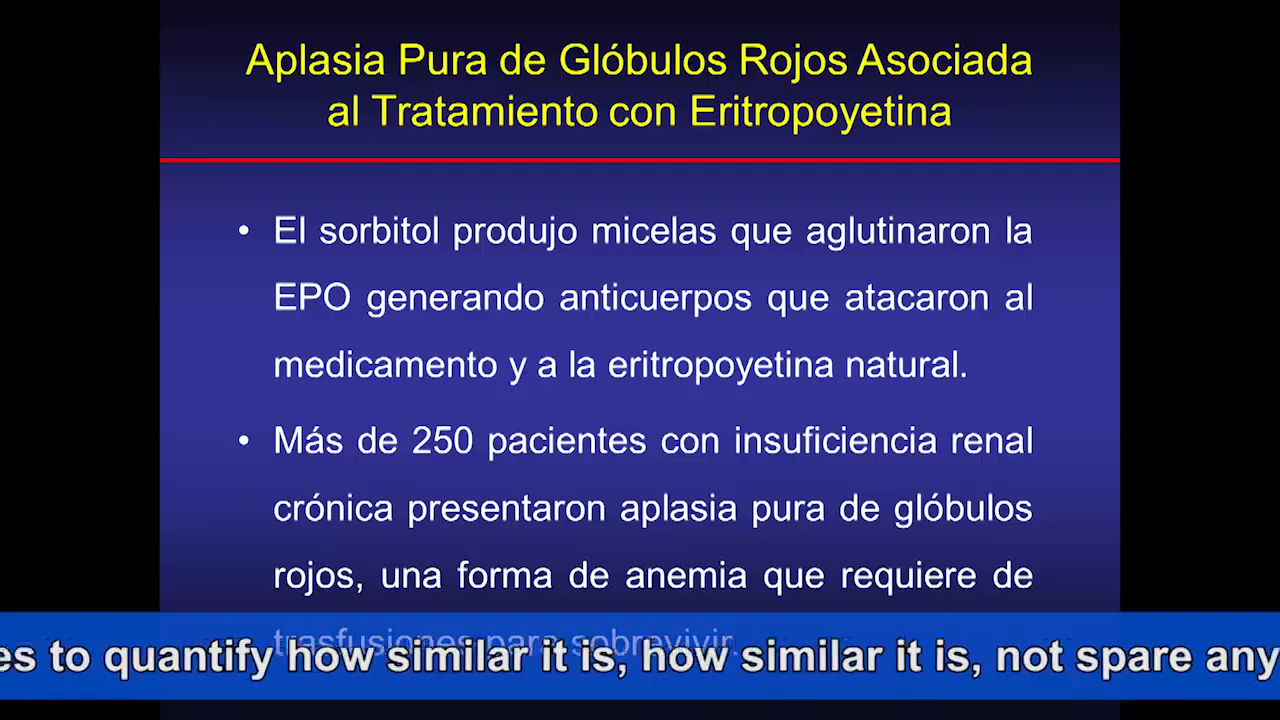 Aplasia Pura de Glóbulos Rojos Asociada
al Tratamiento con Eritropoyetina
• El sorbitol produjo micelas que aglutinaron la
EPO generando anticuerpos que atacaron al
medicamento y a la eritropoyetina natural.
• Más de 250 pacientes con insuficiencia renal
crónica presentaron aplasia pura de glóbulos
rojos, una forma de anemia que requiere de
trasfusiones para sobrevivir.
es to quantify how similar it is, how similar it is, not spare any